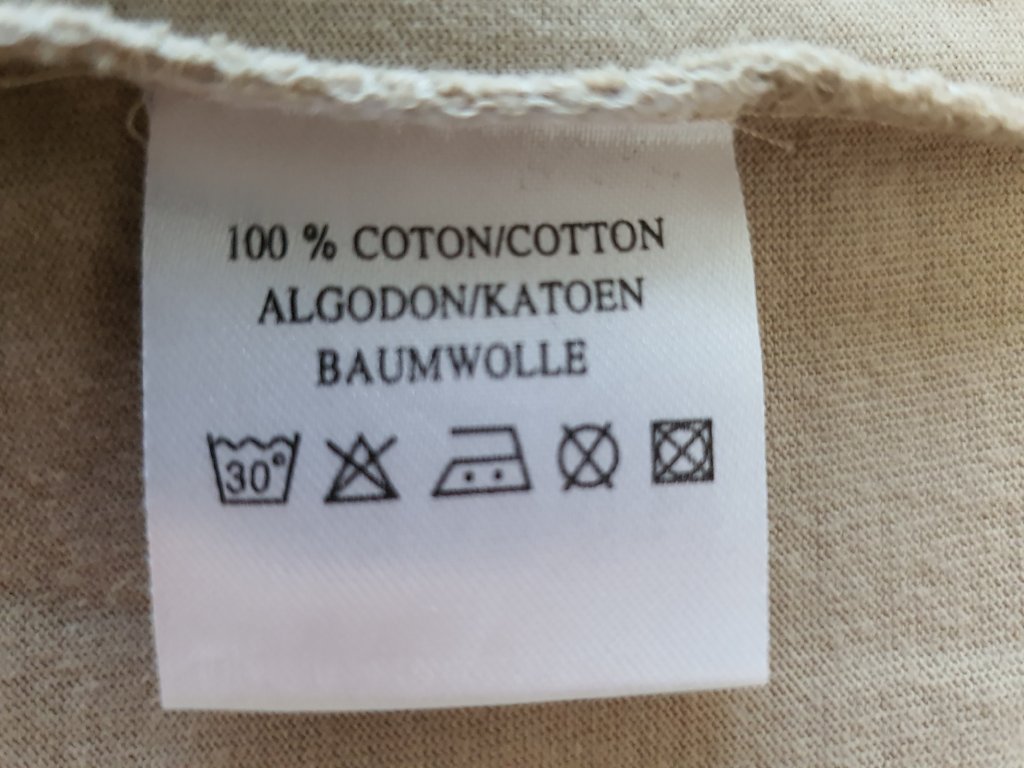 100 % COTON/COTTON
ALGODON/KATOEN
BAUMWOLLE
30°